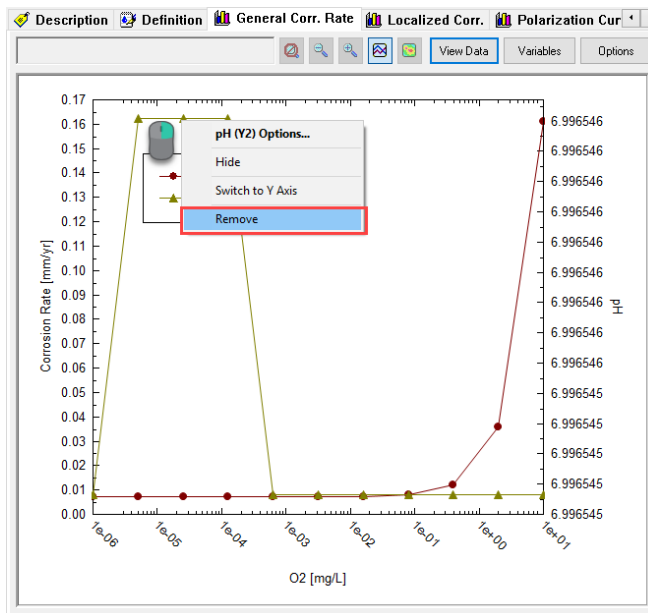 Description
Definition
General Corr. Rate
Localized Corr.
Polarization Cur
View Data
Variables
Options
0.17
0.16
0.15
0.14
0.13
0.12
0.11
0.10
0.09
0.08
0.07
0.06
0.05
0.04
0.03
0.02
0.01
0.00
Corrosion Rate [mm/yr]
pH (Y2) Options...
Hide
Switch to Y Axis
Remove
6.996546
6.996546
6.996546
6.996546
6.996546
6.996546
6.996546
6.996546
6.996546
6.996546
6.996545
6.996545
6.996545
6.996545
pH
1e-06
1e-05
1e-04
1e-03
1e-02
1e-01
1e+00
1e+01
O2 [mg/L]